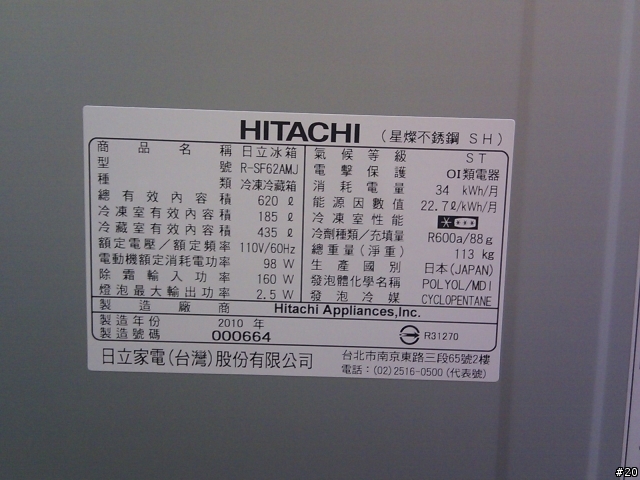 HITACHI (星燦不銹鋼 SH)
商品名稱 日立冰箱
型號 R-SF62AMJ
種類 冷凍冷藏箱
總有效內容積 620 ℓ
冷凍室有效內容積 185 ℓ
冷藏室有效內容積 435 ℓ
額定電壓/額定頻率 110V/60Hz
電動機額定消耗電功率 98 W
除霜輸入功率 160 W
燈泡最大輸出功率 2.5 W
氣候等級 ST
電擊保護 OI類電器
消耗電量 34 kWh/月
能源因數值 22.7ℓ/kWh/月
冷凍室性能
冷劑種類/充填量 R600a/88g
總重量(淨重) 113 kg
生產國別 日本(JAPAN)
發泡體化學名稱 POLYOL/MDI
發泡冷媒 CYCLOPENTANE
製造廠商 Hitachi Appliances,Inc.
製造年份 2010 年
製造號碼 000664
R31270
日立家電(台灣)股份有限公司
台北市南京東路三段65號2樓
電話:(02)2516-0500(代表號)
#20